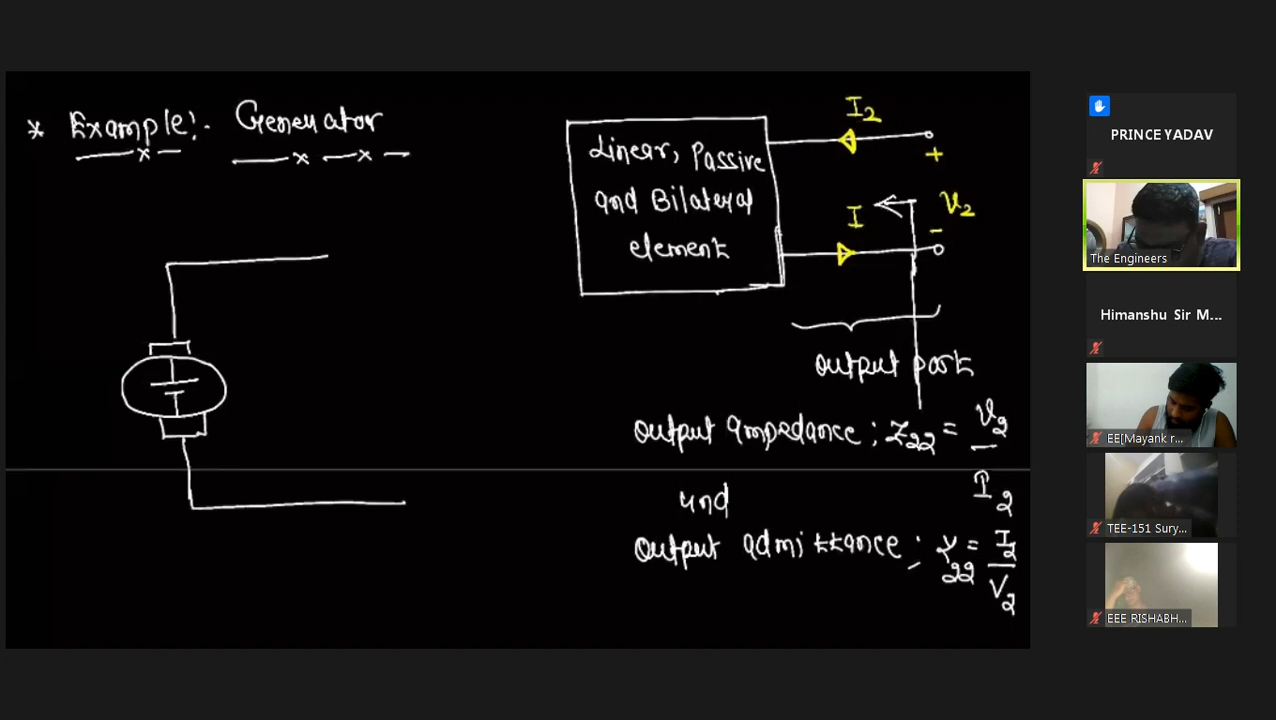 * Example:- Generator
Linear, Passive
and Bilateral
element
I2
+
I
V2
-
output port
output impedance; Z22 = V2
I2
and
output admittance; Y22 = I2
V2
PRINCE YADAV
The Engineers
Himanshu Sir M...
EE[Mayank r...
TEE-151 Sury...
EEE RISABH...